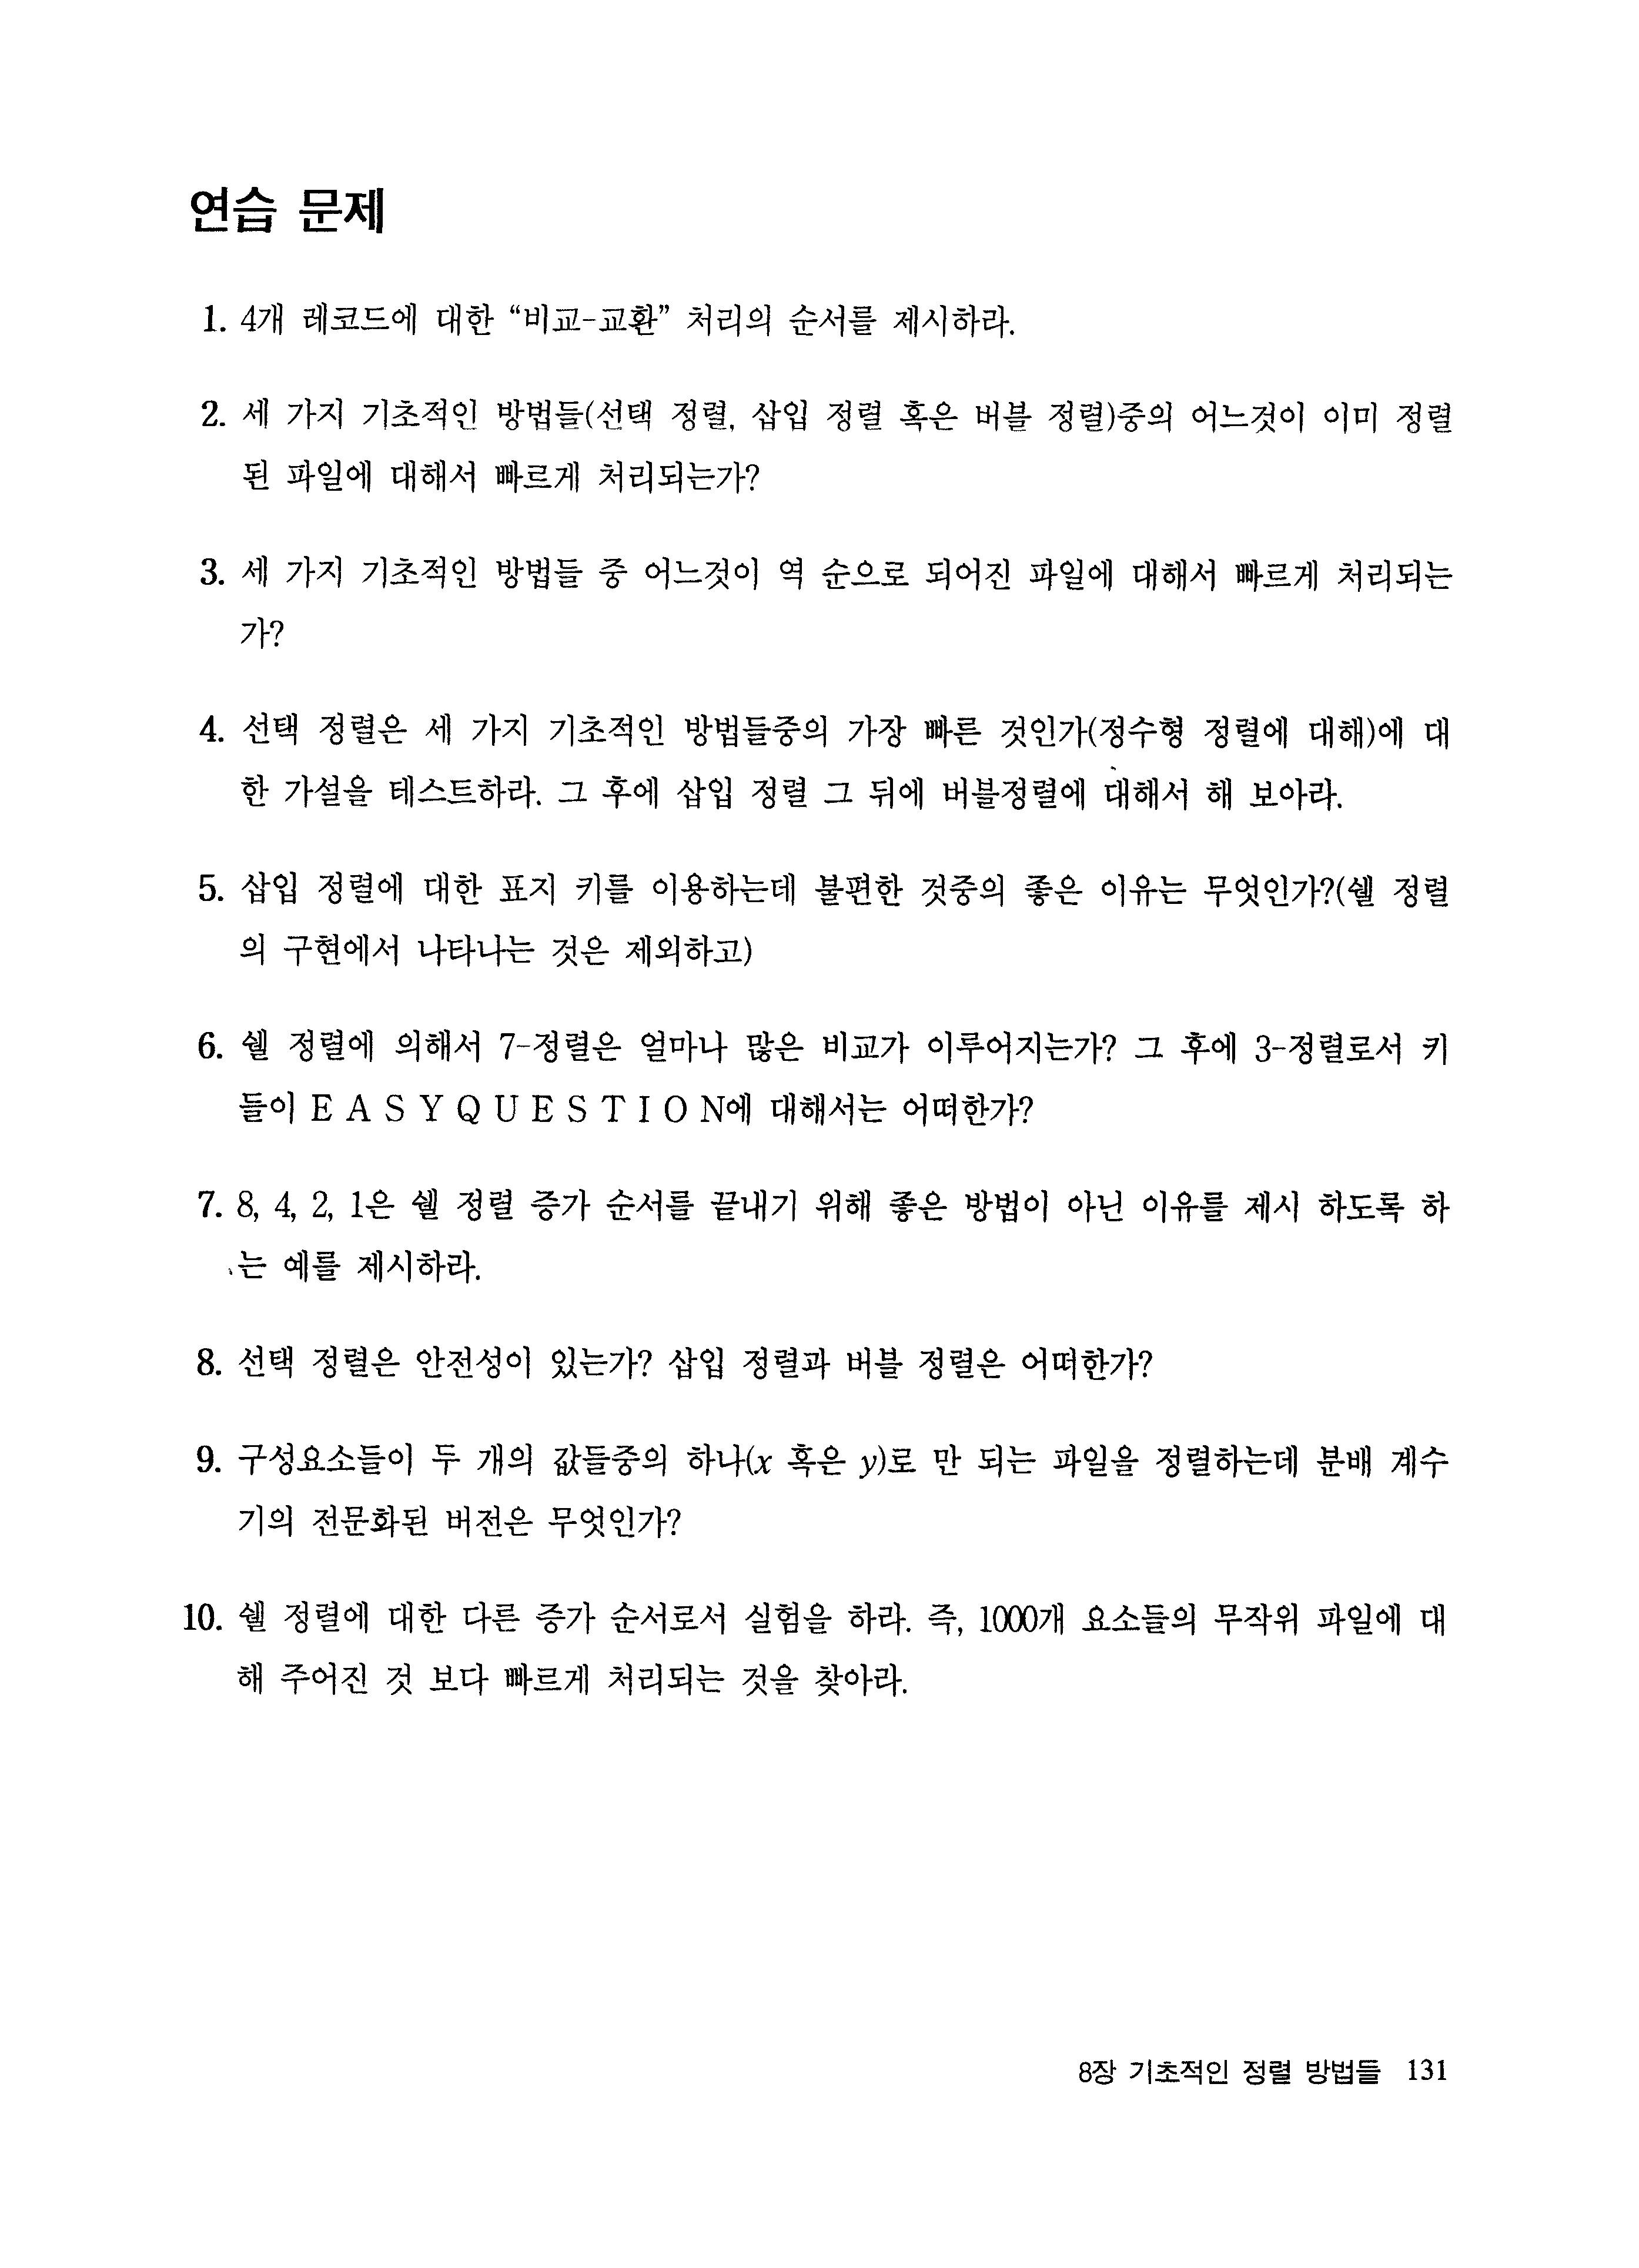 연습 문제
1. 4개 레코드에 대한 “비교-교환” 처리의 순서를 제시하라.
2. 세 가지 기초적인 방법들(선택 정렬, 삽입 정렬 혹은 버블 정렬)중의 어느것이 이미 정렬
된 파일에 대해서 빠르게 처리되는가?
3. 세 가지 기초적인 방법들 중 어느것이 역 순으로 되어진 파일에 대해서 빠르게 처리되는
가?
4. 선택 정렬은 세 가지 기초적인 방법들중의 가장 빠른 것인가(정수형 정렬에 대해)에 대
한 가설을 테스트하라. 그 후에 삽입 정렬 그 뒤에 버블정렬에 대해서 해 보아라.
5. 삽입 정렬에 대한 표지 키를 이용하는데 불편한 것중의 좋은 이유는 무엇인가?(쉘 정렬
의 구현에서 나타나는 것은 제외하고)
6. 쉘 정렬에 의해서 7-정렬은 얼마나 많은 비교가 이루어지는가? 그 후에 3-정렬로서 키
들이 E A S Y Q U E S T I O N에 대해서는 어떠한가?
7. 8, 4, 2, 1은 쉘 정렬 증가 순서를 끝내기 위해 좋은 방법이 아닌 이유를 제시 하도록 하
는 예를 제시하라.
8. 선택 정렬은 안전성이 있는가? 삽입 정렬과 버블 정렬은 어떠한가?
9. 구성요소들이 두 개의 값들중의 하나(x 혹은 y)로 만 되는 파일을 정렬하는데 분배 계수
기의 전문화된 버전은 무엇인가?
10. 쉘 정렬에 대한 다른 증가 순서로서 실험을 하라. 즉, 1000개 요소들의 무작위 파일에 대
해 주어진 것 보다 빠르게 처리되는 것을 찾아라.
8장 기초적인 정렬 방법들 131